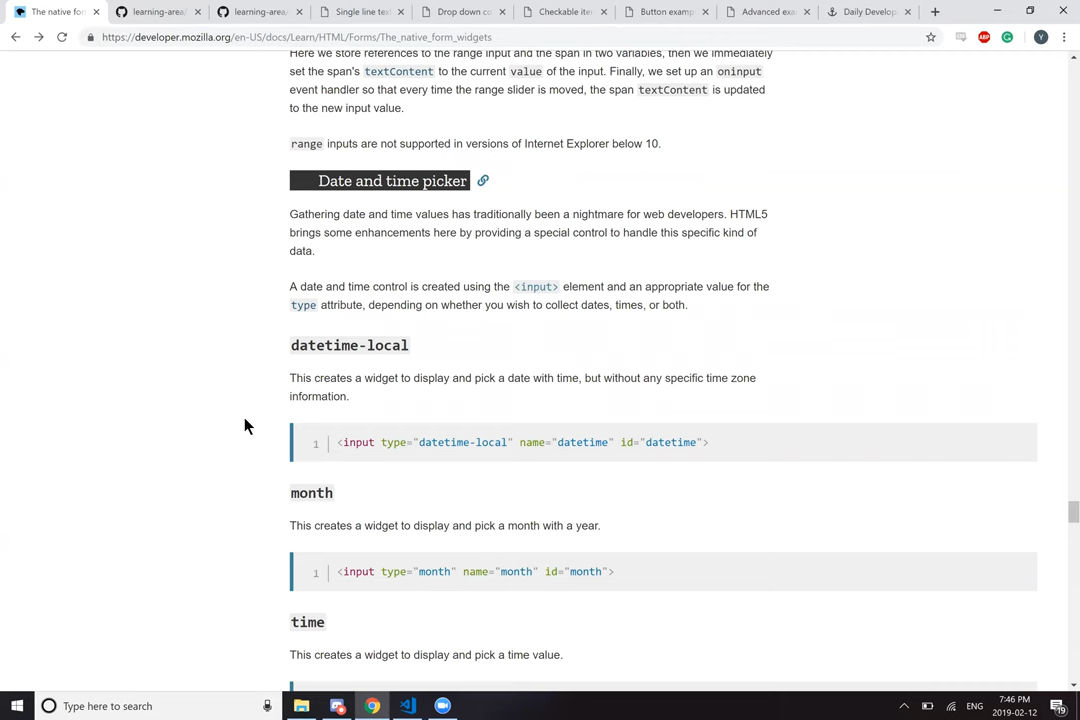 The native for
learning-area/
learning-area/
Single line tex
Drop down co
Checkable ite
Button examp
Advanced exa
Daily Develop
https://developer.mozilla.org/en-US/docs/Learn/HTML/Forms/The_native_form_widgets
ABP
Y
Here we store references to the range input and the span in two variables, then we immediately
set the span's textContent to the current value of the input. Finally, we set up an oninput
event handler so that every time the range slider is moved, the span textContent is updated
to the new input value.
range inputs are not supported in versions of Internet Explorer below 10.
Date and time picker
Gathering date and time values has traditionally been a nightmare for web developers. HTML5
brings some enhancements here by providing a special control to handle this specific kind of
data.
A date and time control is created using the <input> element and an appropriate value for the
type attribute, depending on whether you wish to collect dates, times, or both.
datetime-local
This creates a widget to display and pick a date with time, but without any specific time zone
information.
1 <input type="datetime-local" name="datetime" id="datetime">
month
This creates a widget to display and pick a month with a year.
1 <input type="month" name="month" id="month">
time
This creates a widget to display and pick a time value.
Type here to search
ENG
7:46 PM
2019-02-12
19